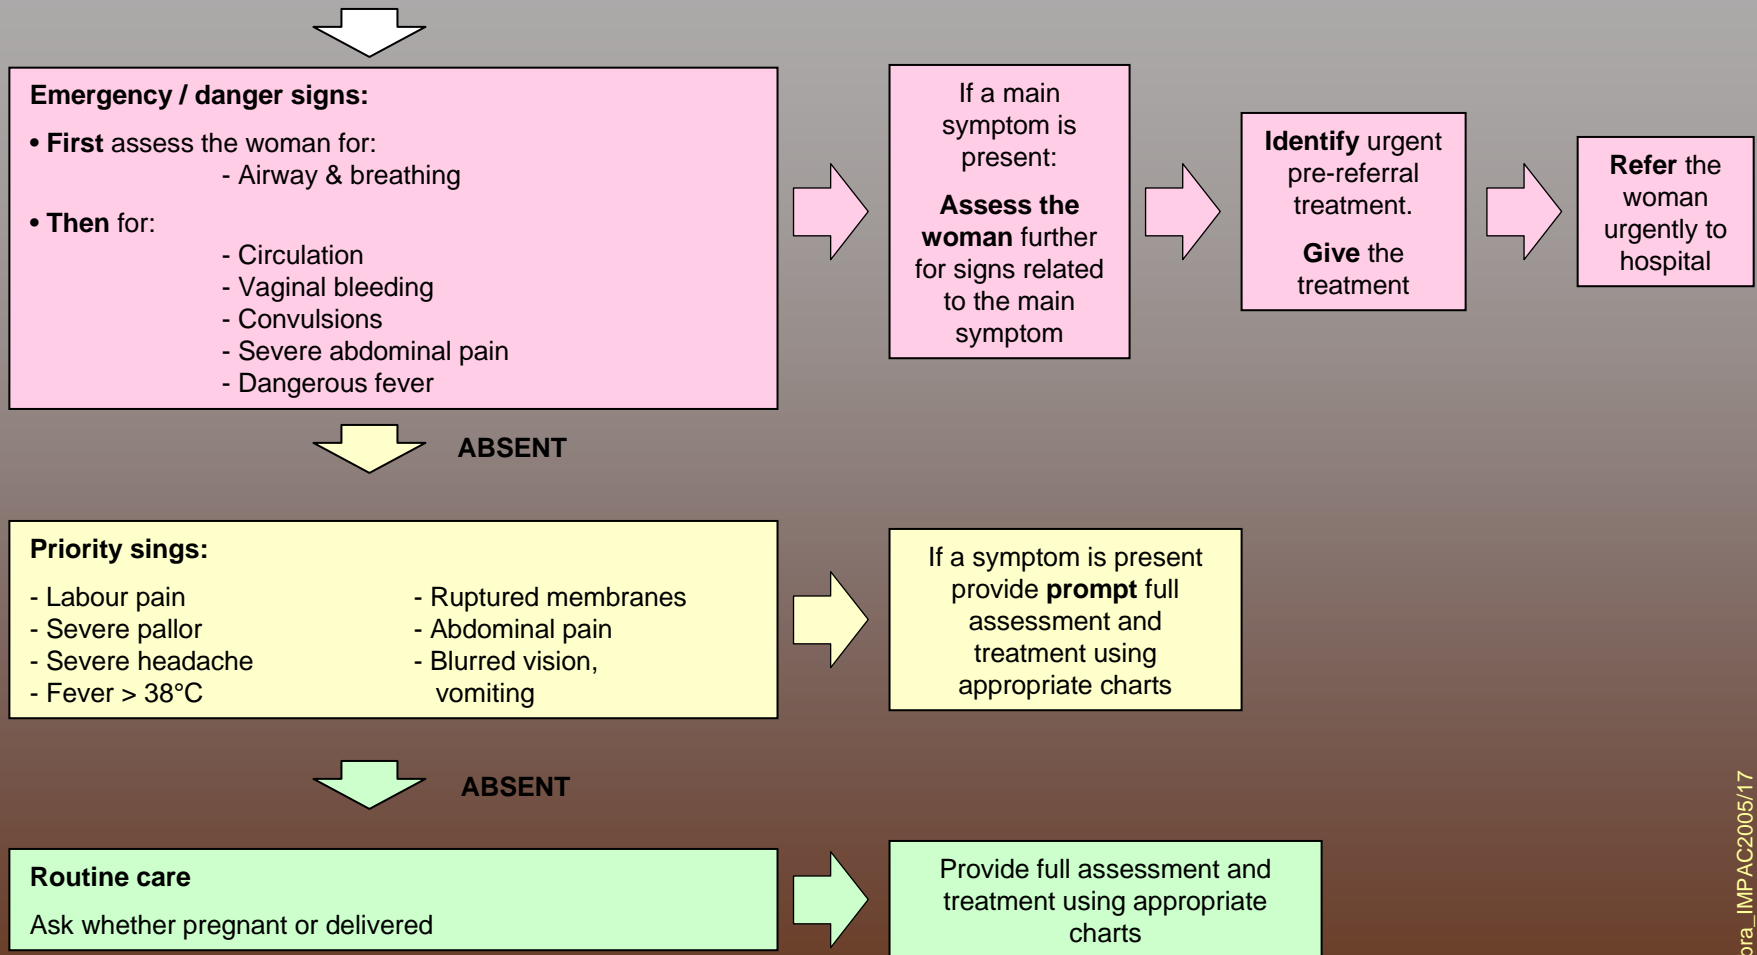 Emergency / danger signs:
• First assess the woman for:
- Airway & breathing
• Then for:
- Circulation
- Vaginal bleeding
- Convulsions
- Severe abdominal pain
- Dangerous fever
If a main
symptom is
present:
Assess the
woman further
for signs related
to the main
symptom
Identify urgent
pre-referral
treatment.
Give the
treatment
Refer the
woman
urgently to
hospital
ABSENT
Priority sings:
- Labour pain
- Severe pallor
- Severe headache
- Fever > 38°C
- Ruptured membranes
- Abdominal pain
- Blurred vision,
vomiting
If a symptom is present
provide prompt full
assessment and
treatment using
appropriate charts
ABSENT
Routine care
Ask whether pregnant or delivered
Provide full assessment and
treatment using appropriate
charts
ora_IMPAC2005/17